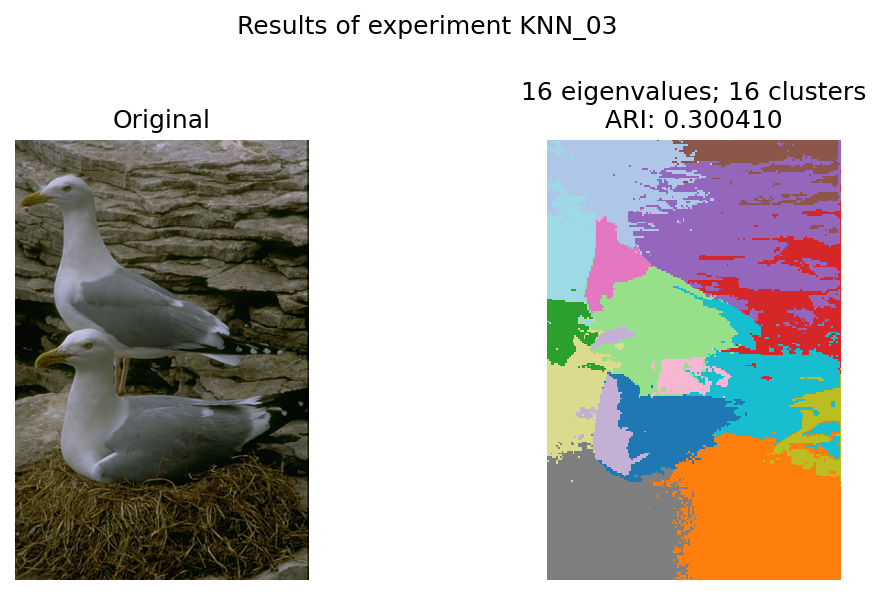 Results of experiment KNN_03
Original
16 eigenvalues; 16 clusters
ARI: 0.300410